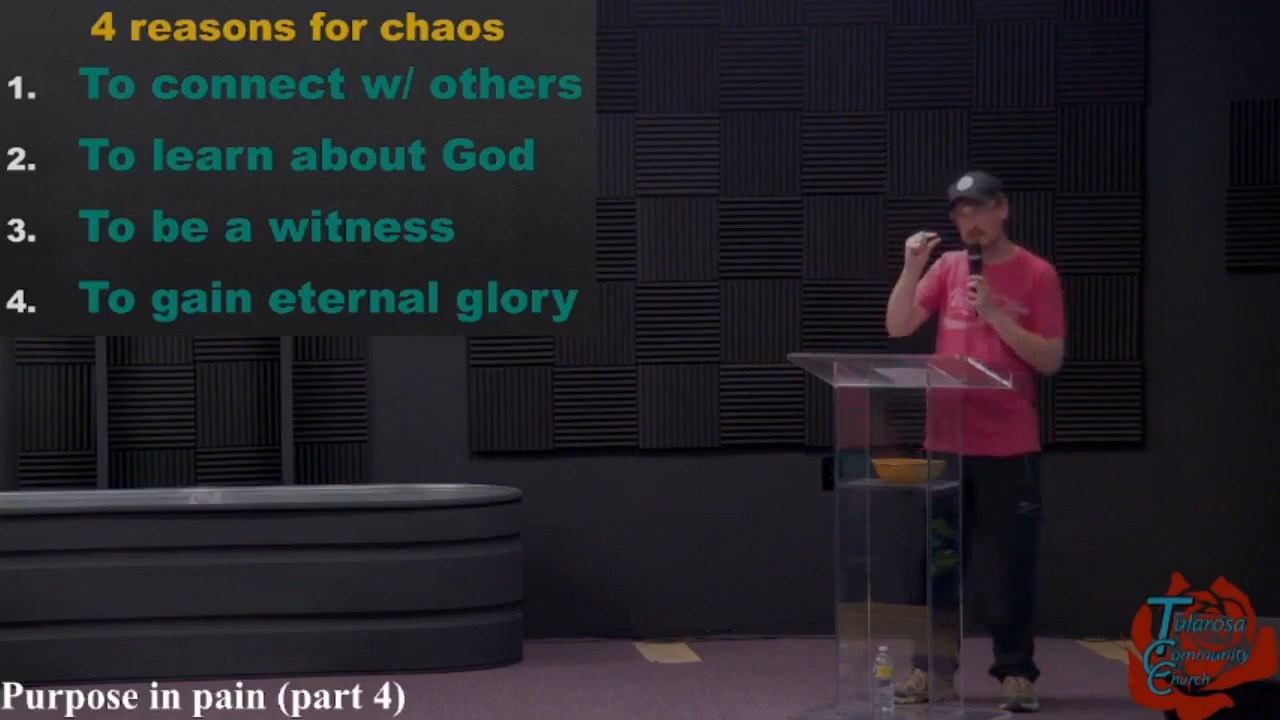 4 reasons for chaos
1. To connect w/ others
2. To learn about God
3. To be a witness
4. To gain eternal glory
Tularosa
Community
Church
Purpose in pain (part 4)